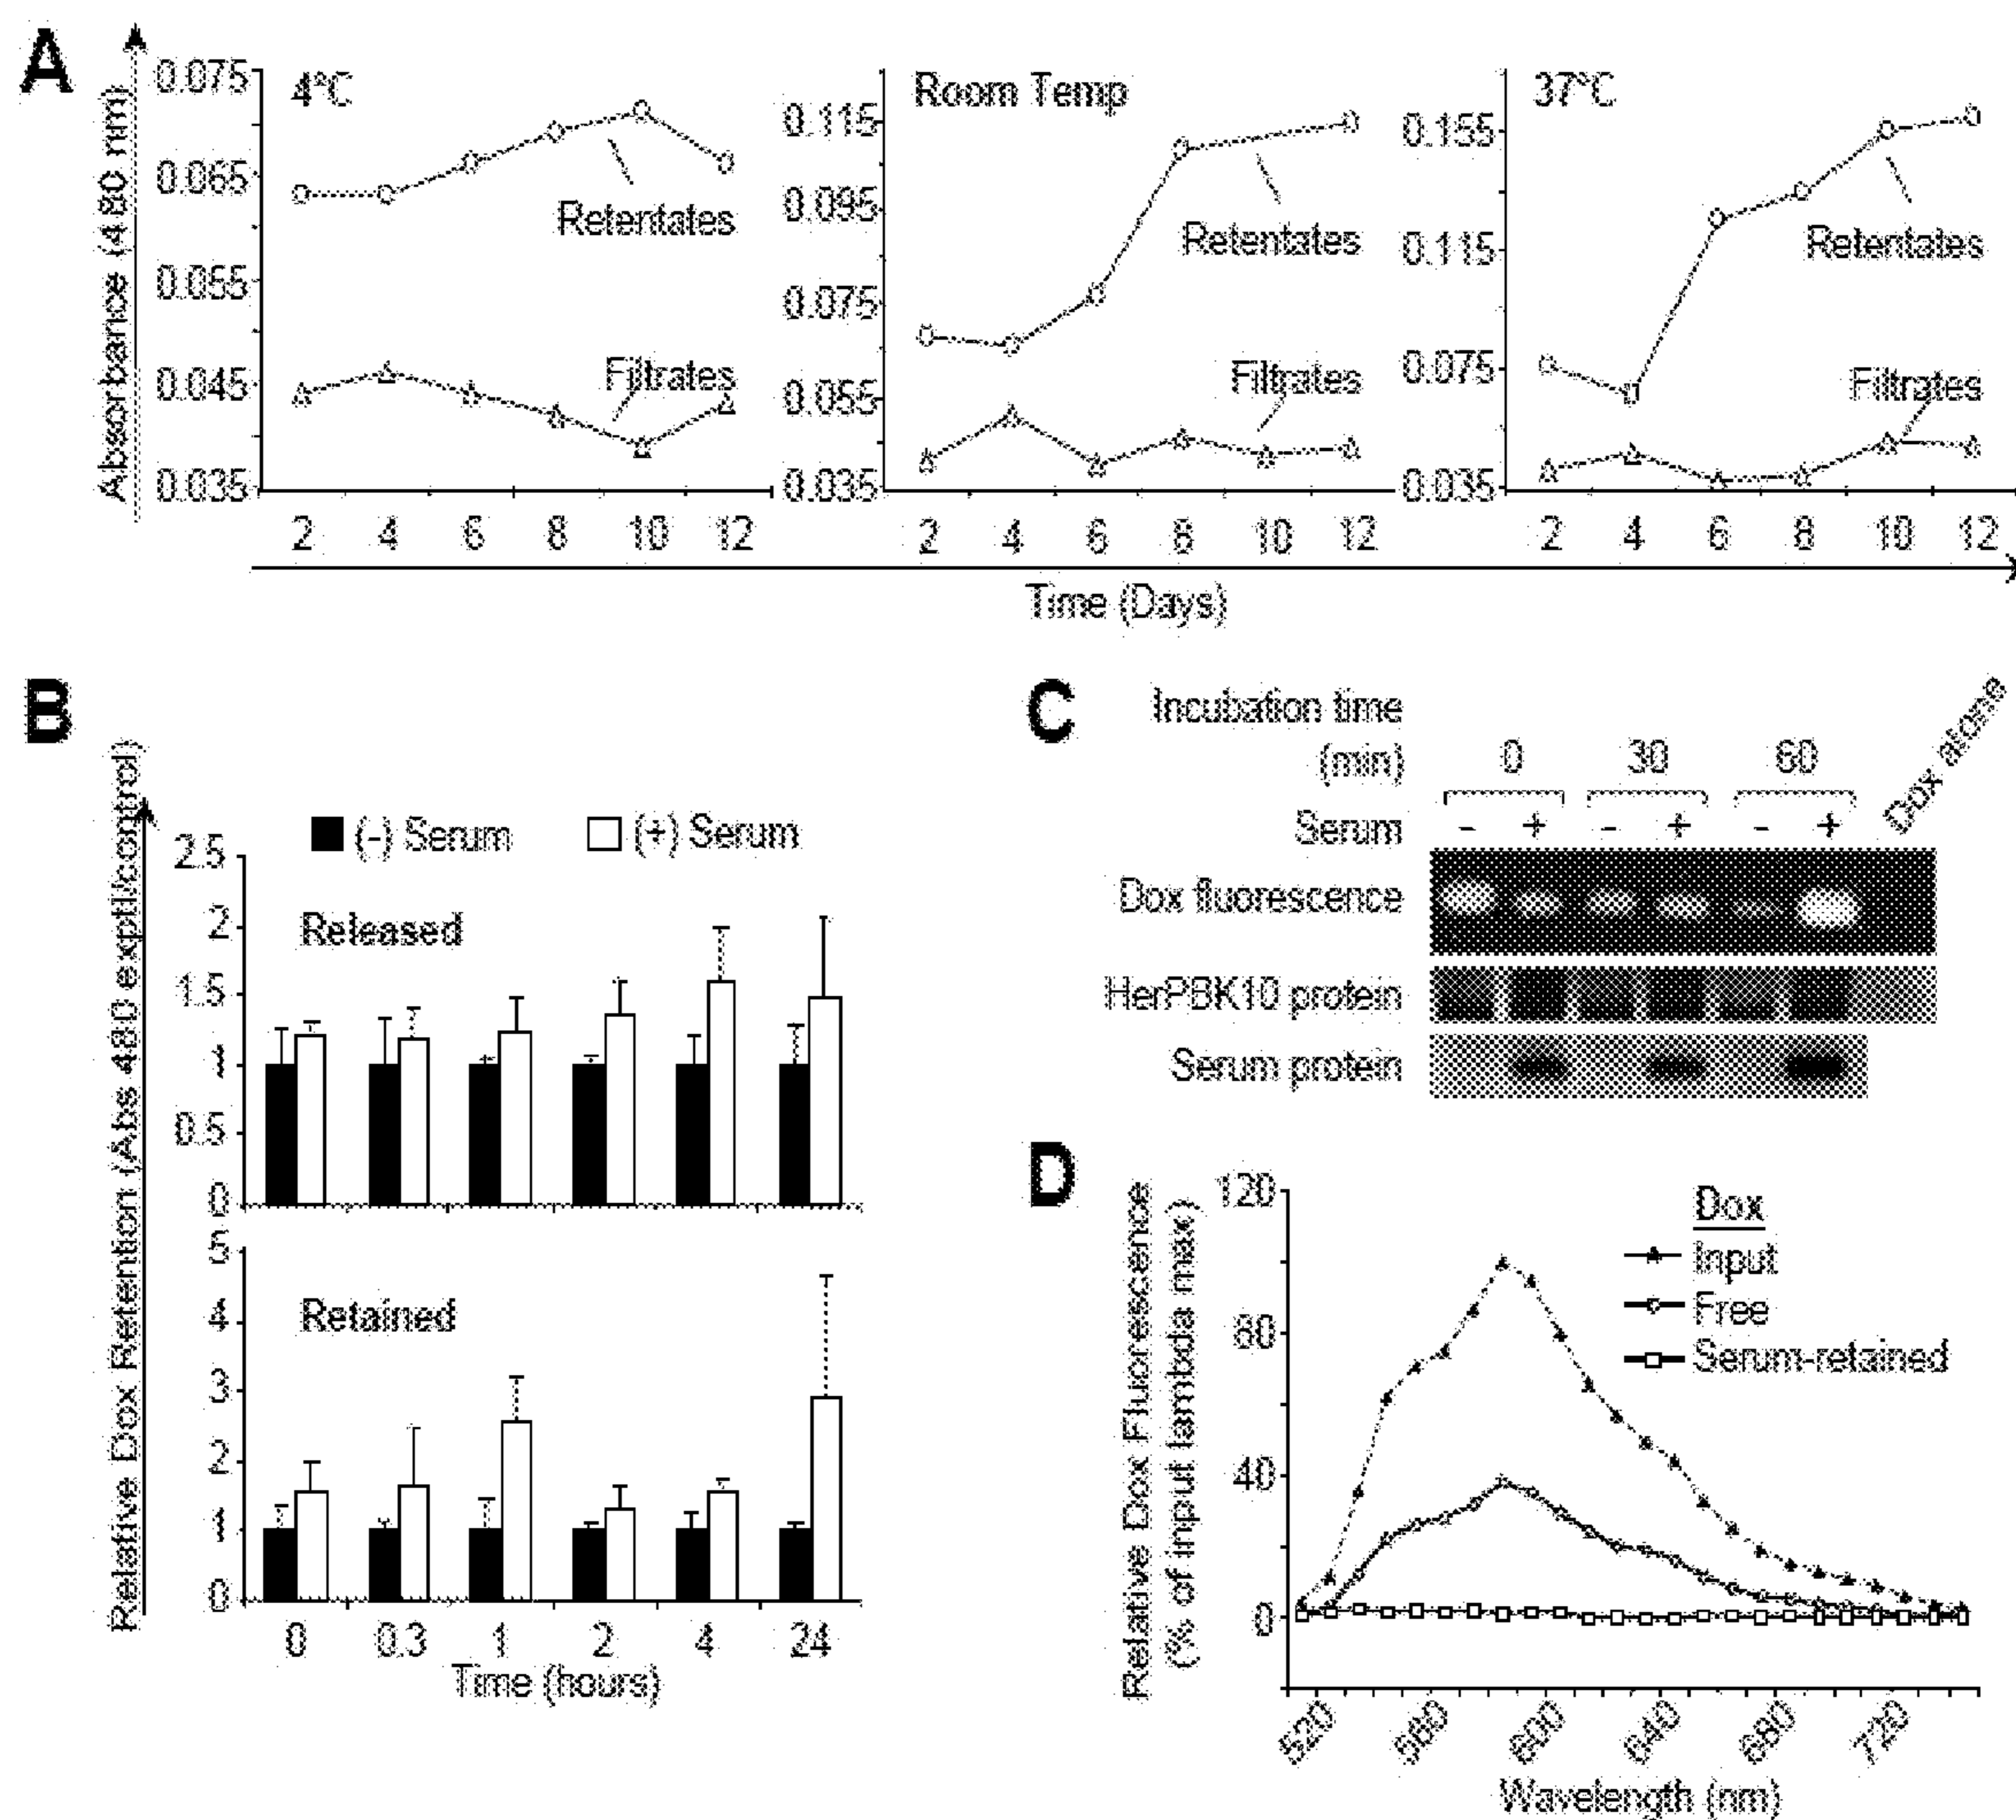 A
Absorbance (480 nm)
0.075
0.065
0.055
0.045
0.035
4°C
Retentates
Filtrates
2 4 6 8 10 12
0.115
0.095
0.075
0.055
0.035
Room Temp
Retentates
Filtrates
2 4 6 8 10 12
0.155
0.115
0.075
0.035
37°C
Retentates
Filtrates
2 4 6 8 10 12
Time (Days)
B
Relative Dox Retention (Abs 480 exptl/control)
(-) Serum (+) Serum
2.5
2
1.5
1
0.5
0
Released
5
4
3
2
1
0
Retained
0 0.3 1 2 4 24
Time (hours)
C
Incubation time
(min) 0 30 60 Dox alone
Serum - + - + - +
Dox fluorescence
HerPBK10 protein
Serum protein
D
Relative Dox Fluorescence
(% of input lambda max)
120
80
40
0
Dox
Input
Free
Serum-retained
520 560 600 640 680 720
Wavelength (nm)